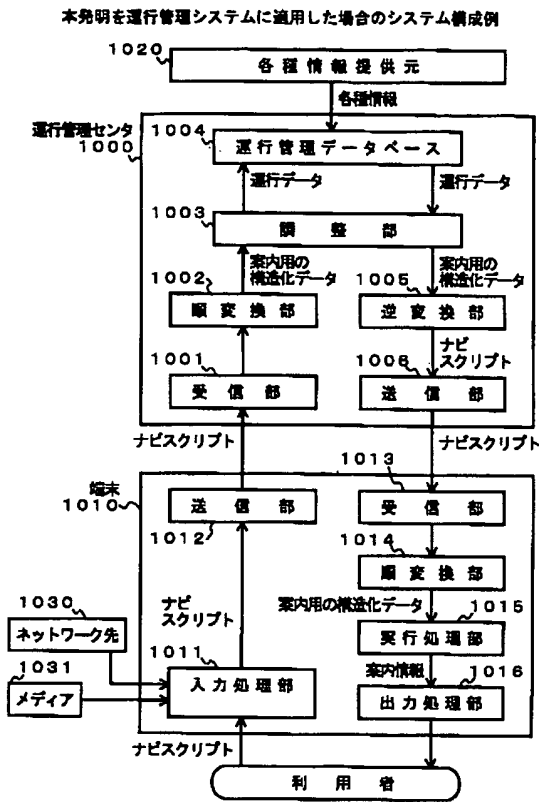 本発明を運行管理システムに適用した場合のシステム構成例
1020
各種情報提供元
各種情報
運行管理センタ
1000
1004
運行管理データベース
運行データ
運行データ
1003
調整部
案内用の
構造化データ
案内用の
構造化データ
1002
順変換部
1005
逆変換部
ナビ
スクリプト
1001
受信部
1006
送信部
ナビスクリプト
ナビスクリプト
端末
1010
送信部
1012
1013
受信部
1014
順変換部
ナビ
スクリプト
案内用の構造化データ
1015
実行処理部
案内情報
1016
出力処理部
1030
ネットワーク先
1031
メディア
1011
入力処理部
ナビスクリプト
利用者